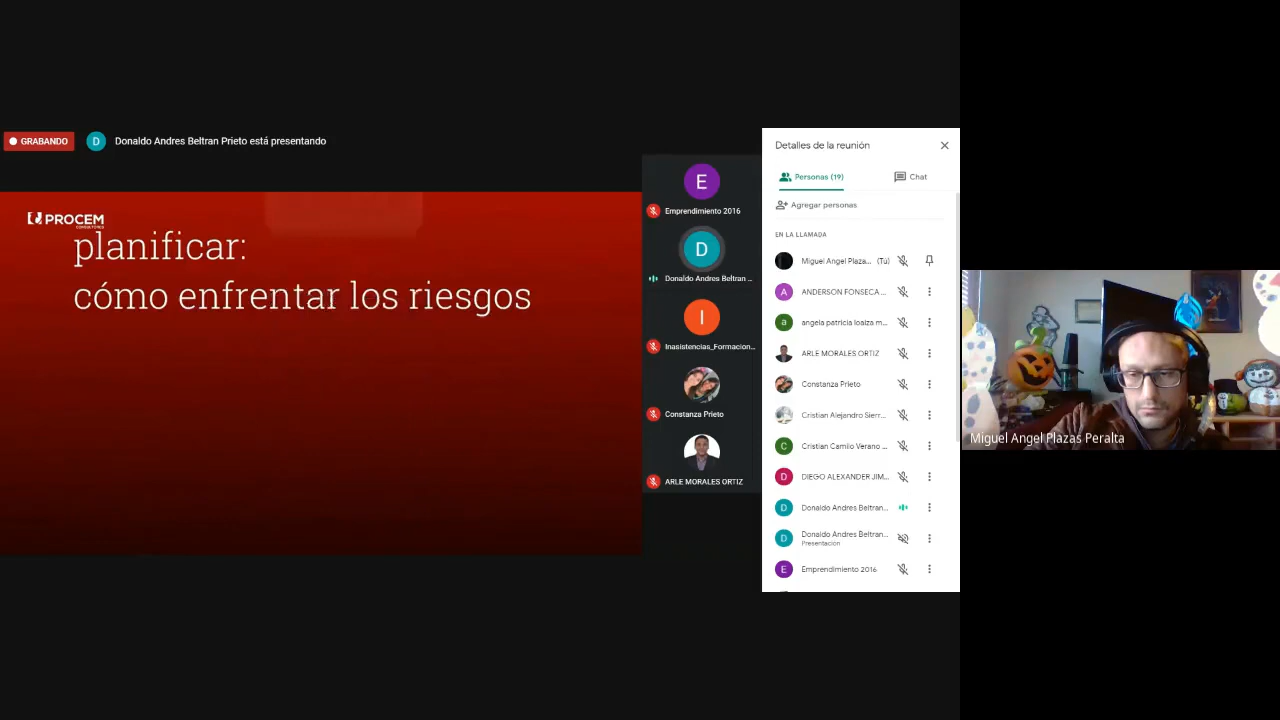 GRABANDO
D
Donaldo Andres Beltran Prieto está presentando
PROCEM
CONSULTORES
planificar:
cómo enfrentar los riesgos
E
Emprendimiento 2016
D
Donaldo Andres Beltran ...
I
Inasistencias_Formacion...
Constanza Prieto
ARLE MORALES ORTIZ
Detalles de la reunión
Personas (19)
Chat
Agregar personas
EN LA LLAMADA
Miguel Angel Plaza... (Tú)
A ANDERSON FONSECA ...
a angela patricia loaiza m...
ARLE MORALES ORTIZ
Constanza Prieto
Cristian Alejandro Sierr...
C Cristian Camilo Verano ...
D DIEGO ALEXANDER JIM...
D Donaldo Andres Beltran...
D Donaldo Andres Beltran...
Presentación
E Emprendimiento 2016
Miguel Angel Plazas Peralta